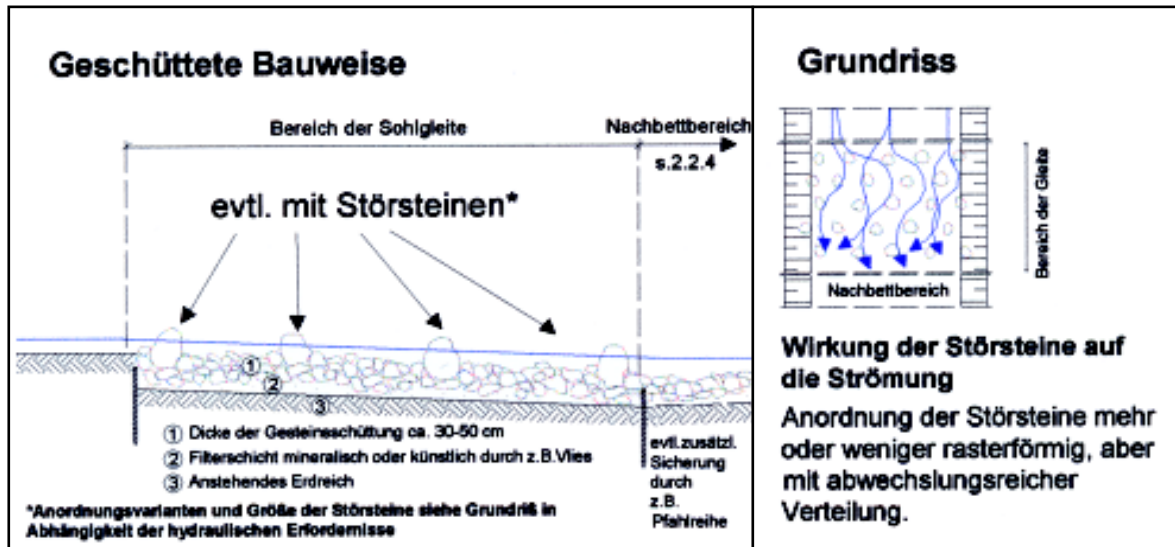 Geschüttete Bauweise
Bereich der Sohlgleite
Nachbettbereich
s.2.2.4
evtl. mit Störsteinen*
1
2
3
1 Dicke der Gesteinsschüttung ca. 30-50 cm
2 Filterschicht mineralisch oder künstlich durch z.B.Vlies
3 Anstehendes Erdreich
evtl.zusätzl.
Sicherung
durch
z.B.
Pfahlreihe
*Anordnungsvarianten und Größe der Störsteine siehe Grundriß in
Abhängigkeit der hydraulischen Erfordernisse
Grundriss
Bereich der Gleite
Nachbettbereich
Wirkung der Störsteine auf
die Strömung
Anordnung der Störsteine mehr
oder weniger rasterförmig, aber
mit abwechslungsreicher
Verteilung.